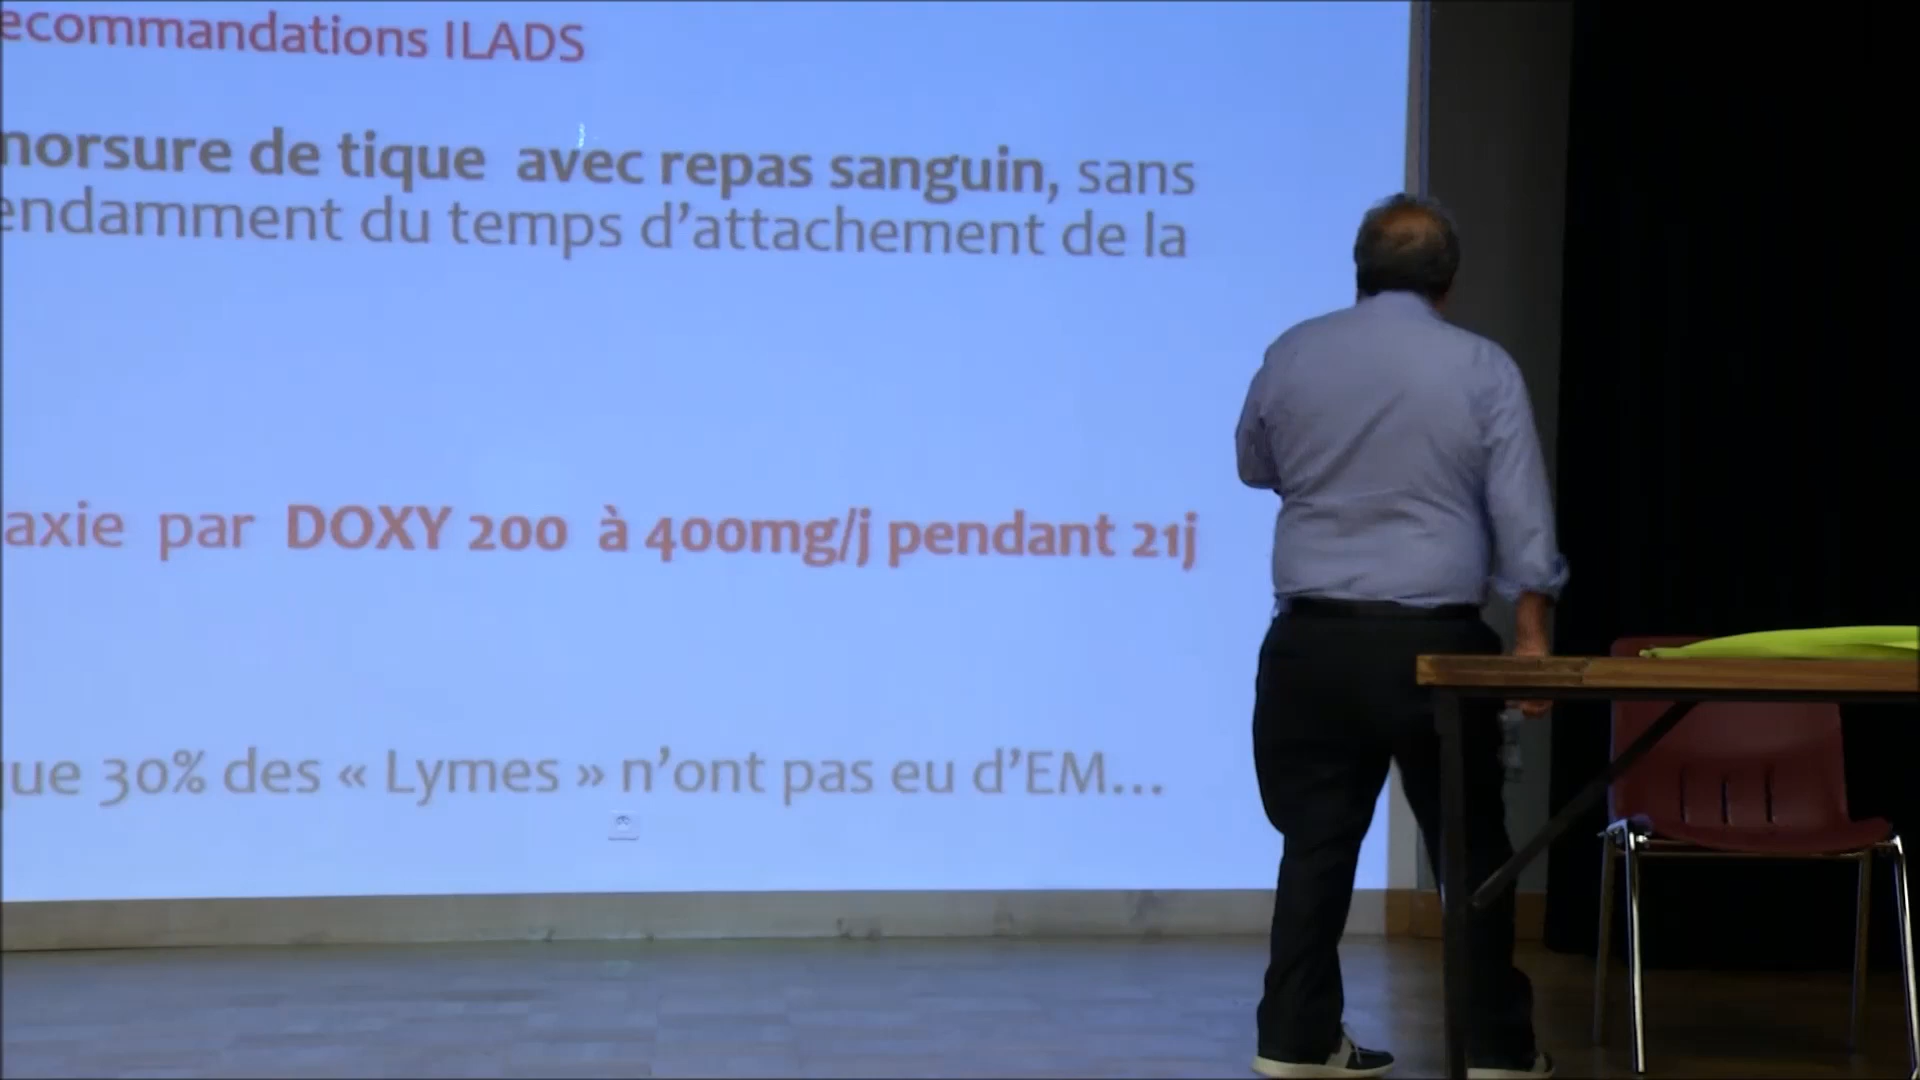 ecommandations ILADS
norsure de tique avec repas sanguin, sans
endamment du temps d'attachement de la
axie par DOXY 200 à 400mg/j pendant 21j
ue 30% des « Lymes » n'ont pas eu d'EM...